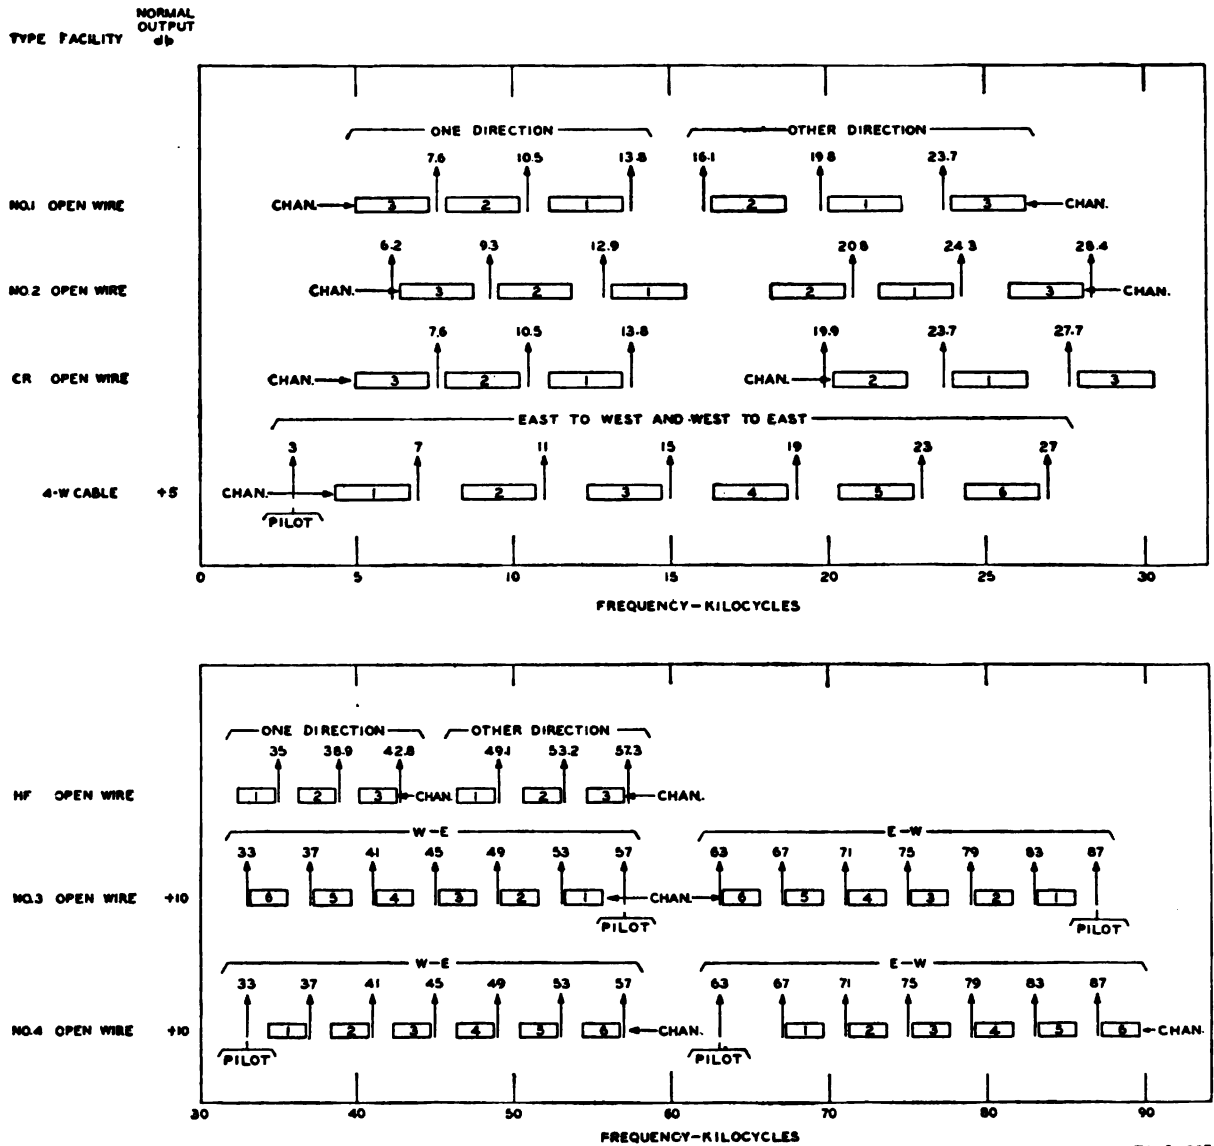 NORMAL
OUTPUT
TYPE FACILITY db
ONE DIRECTION OTHER DIRECTION
7.6 10.5 13.8 16.1 19.8 23.7
NO.1 OPEN WIRE CHAN. 3 2 1 2 1 3 CHAN.
6.2 9.3 12.9 20.8 24.3 28.4
NO.2 OPEN WIRE CHAN. 3 2 1 2 1 3 CHAN.
7.6 10.5 13.8 19.9 23.7 27.7
CR OPEN WIRE CHAN. 3 2 1 CHAN. 2 1 3
EAST TO WEST AND WEST TO EAST
3 7 11 15 19 23 27
4-W CABLE +5 CHAN. 1 2 3 4 5 6
PILOT
0 5 10 15 20 25 30
FREQUENCY-KILOCYCLES
ONE DIRECTION OTHER DIRECTION
35 38.9 42.8 49.1 53.2 57.3
HF OPEN WIRE 1 2 3 CHAN. 1 2 3 CHAN.
W-E E-W
33 37 41 45 49 53 57 63 67 71 75 79 83 87
NO.3 OPEN WIRE +10 6 5 4 3 2 1 CHAN. 6 5 4 3 2 1
PILOT PILOT
W-E E-W
33 37 41 45 49 53 57 63 67 71 75 79 83 87
NO.4 OPEN WIRE +10 1 2 3 4 5 6 CHAN. 1 2 3 4 5 6 CHAN.
PILOT PILOT
30 40 50 60 70 80 90
FREQUENCY-KILOCYCLES